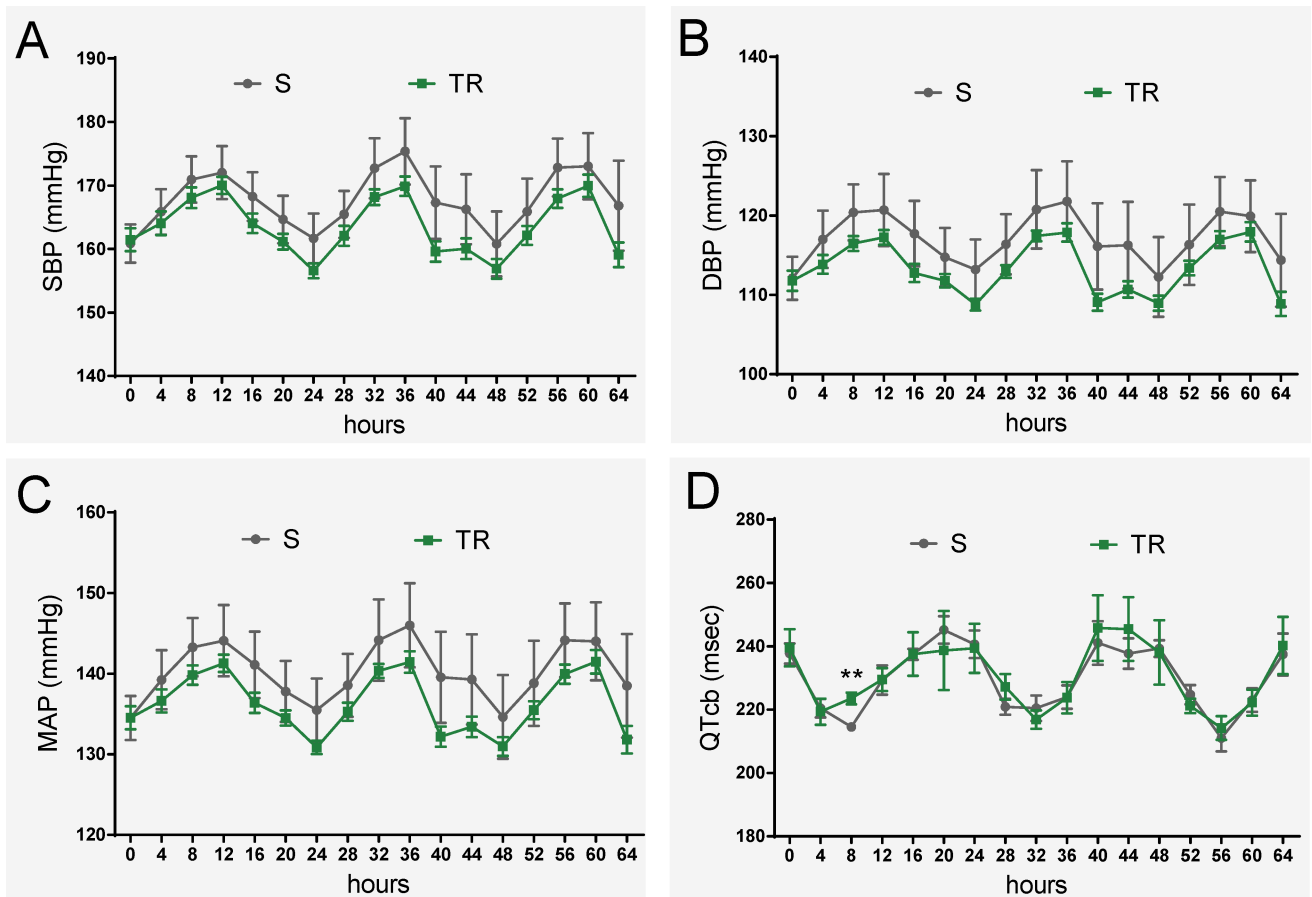 A
S TR
SBP (mmHg)
190
180
170
160
150
140
0 4 8 12 16 20 24 28 32 36 40 44 48 52 56 60 64
hours
B
S TR
DBP (mmHg)
140
130
120
110
100
0 4 8 12 16 20 24 28 32 36 40 44 48 52 56 60 64
hours
C
S TR
MAP (mmHg)
160
150
140
130
120
0 4 8 12 16 20 24 28 32 36 40 44 48 52 56 60 64
hours
D
S TR
QTcb (msec)
280
260
240
220
200
180
**
0 4 8 12 16 20 24 28 32 36 40 44 48 52 56 60 64
hours